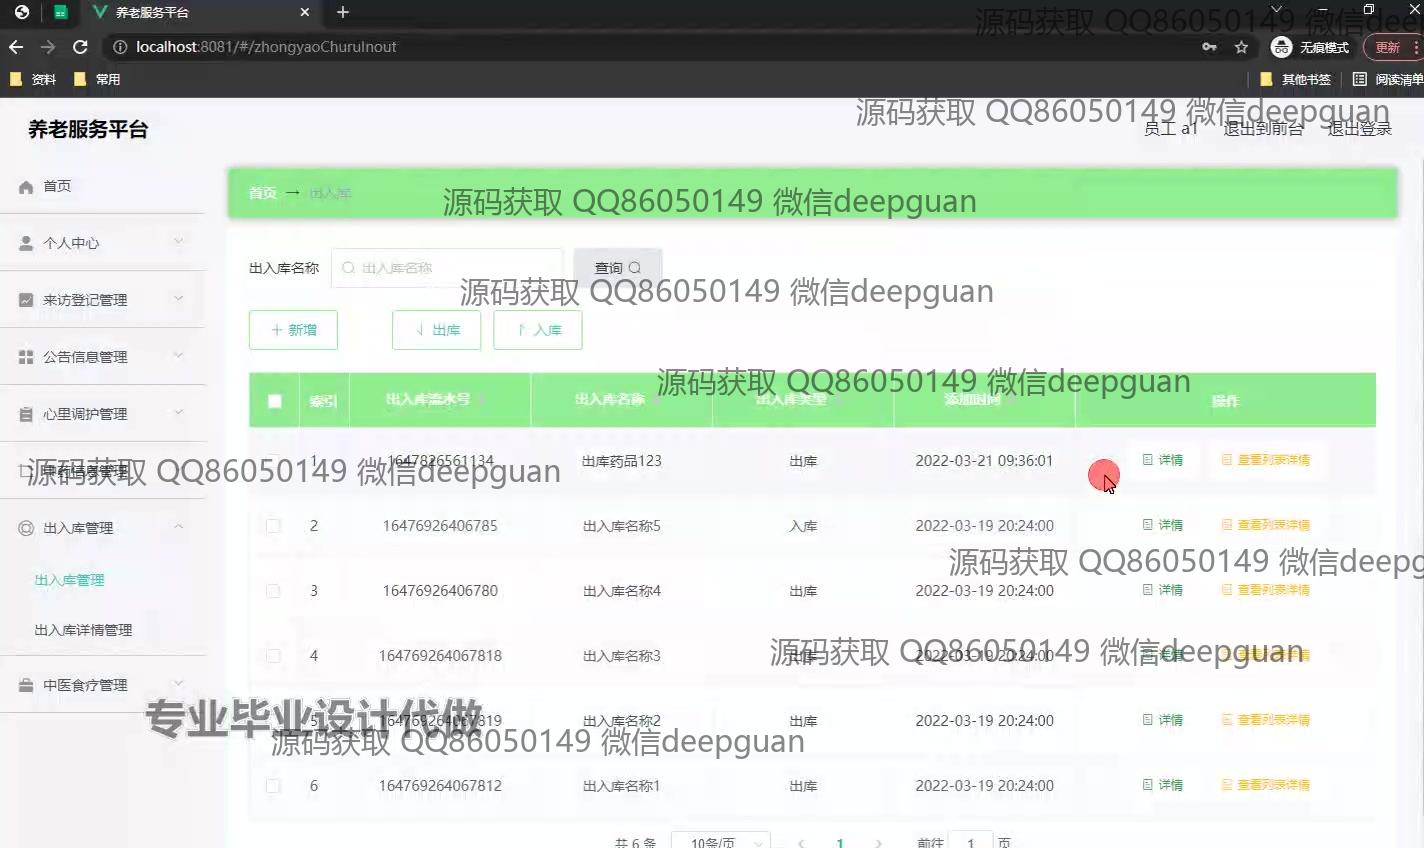 养老服务平台
localhost:8081/#/zhongyaoChuruInout
无痕模式
更新
资料
常用
其他书签
阅读清单
源码获取 QQ86050149 微信deep
养老服务平台
源码获取 QQ86050149 微信deepguan
员工 a1
退出到前台
退出登录
首页
首页 → 出入库
源码获取 QQ86050149 微信deepguan
个人中心
出入库名称
出入库名称
查询
来访登记管理
源码获取 QQ86050149 微信deepguan
新增
出库
入库
公告信息管理
源码获取 QQ86050149 微信deepguan
心里调护管理
索引
出入库流水号
出入库名称
出入库类型
添加时间
操作
源码获取 QQ86050149 微信deepguan
1 1647826561134 出库药品123 出库 2022-03-21 09:36:01 详情 查看列表详情
出入库管理
2 16476926406785 出入库名称5 入库 2022-03-19 20:24:00 详情 查看列表详情
源码获取 QQ86050149 微信deepg
出入库管理
3 16476926406780 出入库名称4 出库 2022-03-19 20:24:00 详情 查看列表详情
出入库详情管理
4 164769264067818 出入库名称3 出库 2022-03-19 20:24:00 详情
源码获取 QQ86050149 微信deepguan
中医食疗管理
专业毕业设计代做
5 164769264067819 出入库名称2 出库 2022-03-19 20:24:00 详情 查看列表详情
源码获取 QQ86050149 微信deepguan
6 164769264067812 出入库名称1 出库 2022-03-19 20:24:00 详情 查看列表详情
共 6 条
10条/页
1
前往 1 页